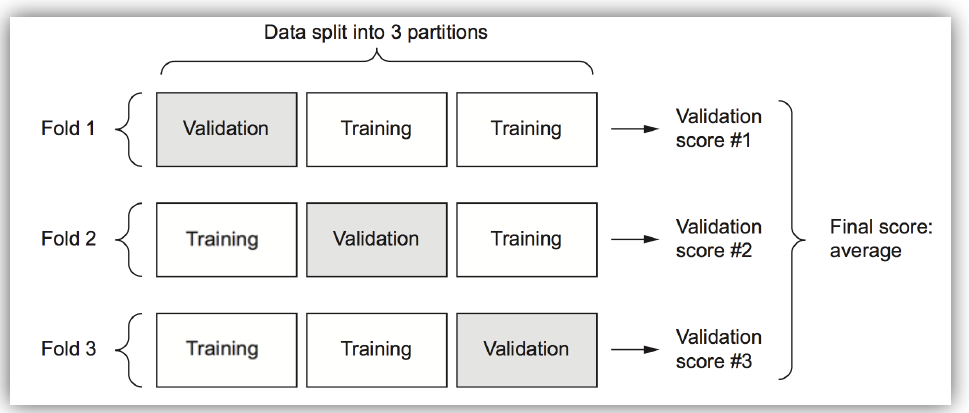 Data split into 3 partitions
Fold 1
Validation
Training
Training
Validation
score #1
Fold 2
Training
Validation
Training
Validation
score #2
Final score:
average
Fold 3
Training
Training
Validation
Validation
score #3